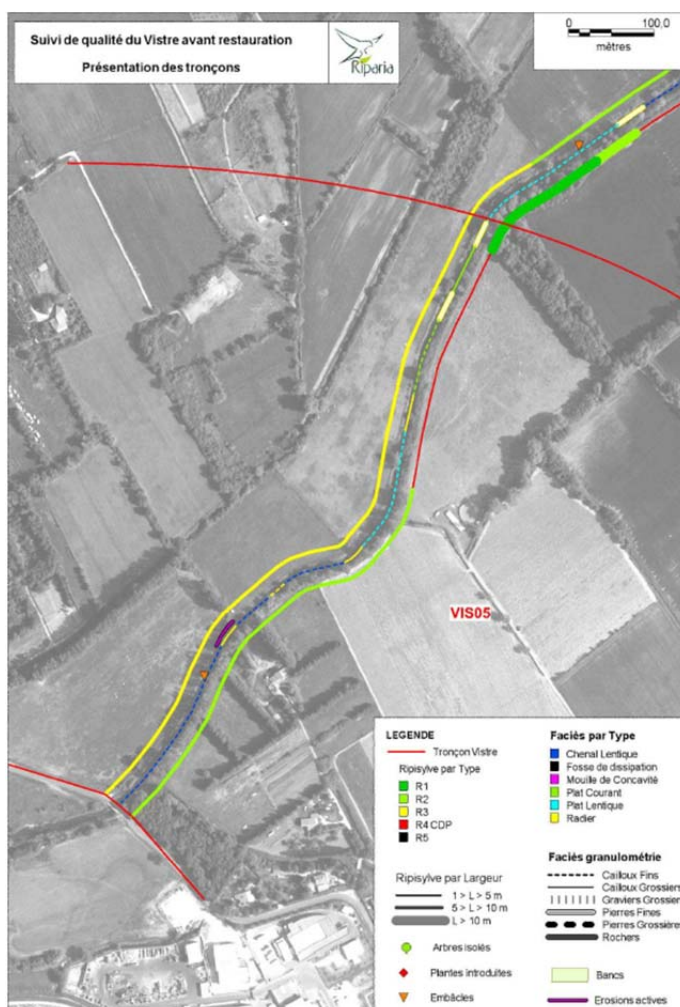 Suivi de qualité du Vistre avant restauration
Présentation des tronçons
Riparia
0 100,0
mètres
VIS05
LEGENDE
Tronçon Vistre
Ripisylve par Type
R1
R2
R3
R4 CDP
R5
Ripisylve par Largeur
1 > L > 5 m
5 > L > 10 m
L > 10 m
Arbres isolés
Plantes introduites
Embâcles
Faciès par Type
Chenal Lentique
Fosse de dissipation
Mouille de Concavité
Plat Courant
Plat Lentique
Radier
Faciès granulométrie
Cailloux Fins
Cailloux Grossiers
Graviers Grossiers
Pierres Fines
Pierres Grossières
Rochers
Bancs
Erosions actives